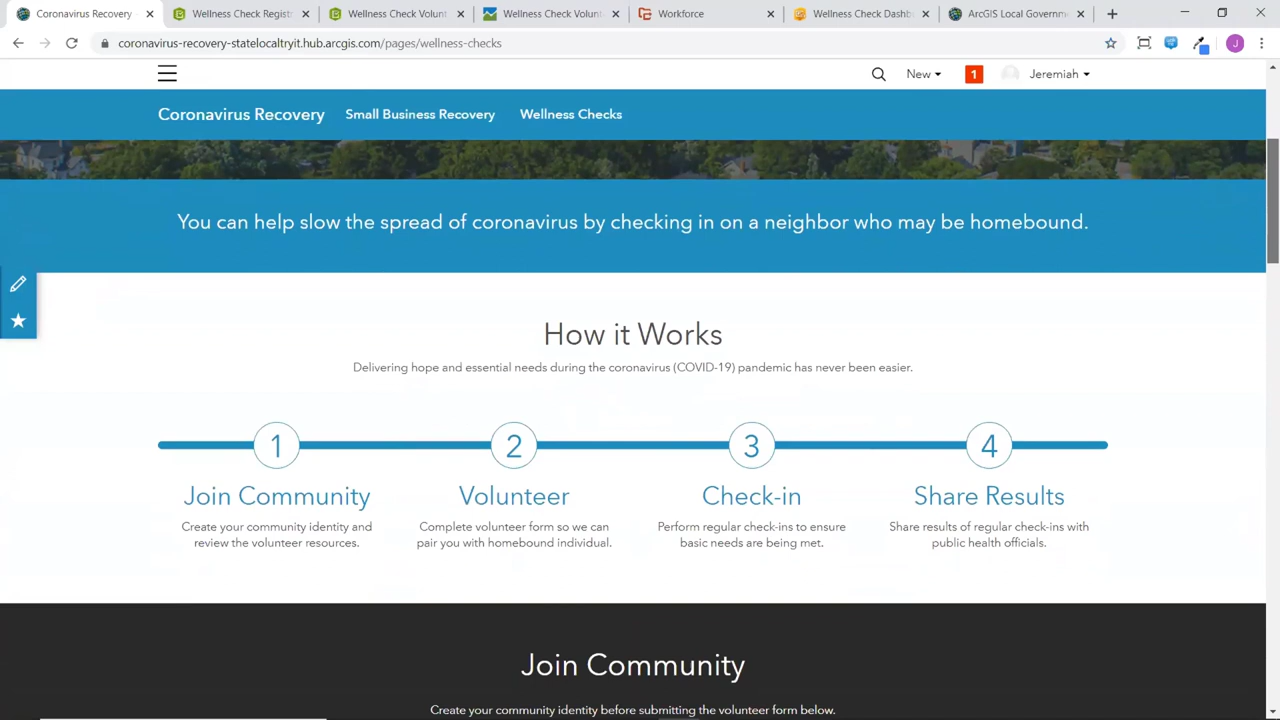 Coronavirus Recovery
Wellness Check Registr
Wellness Check Volunt
Wellness Check Volunt
Workforce
Wellness Check Dashb
ArcGIS Local Governme
coronavirus-recovery-statelocaltryit.hub.arcgis.com/pages/wellness-checks
J
New
1
Jeremiah
Coronavirus Recovery Small Business Recovery Wellness Checks
You can help slow the spread of coronavirus by checking in on a neighbor who may be homebound.
How it Works
Delivering hope and essential needs during the coronavirus (COVID-19) pandemic has never been easier.
1
Join Community
Create your community identity and
review the volunteer resources.
2
Volunteer
Complete volunteer form so we can
pair you with homebound individual.
3
Check-in
Perform regular check-ins to ensure
basic needs are being met.
4
Share Results
Share results of regular check-ins with
public health officials.
Join Community
Create your community identity before submitting the volunteer form below.